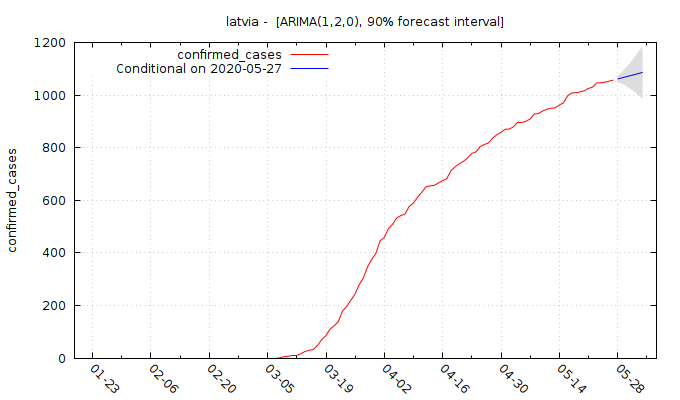 latvia -  [ARIMA(1,2,0), 90% forecast interval]
confirmed_cases
Conditional on 2020-05-27
1200
1000
800
600
400
200
0
confirmed_cases
01-23 02-06 02-20 03-05 03-19 04-02 04-16 04-30 05-14 05-28